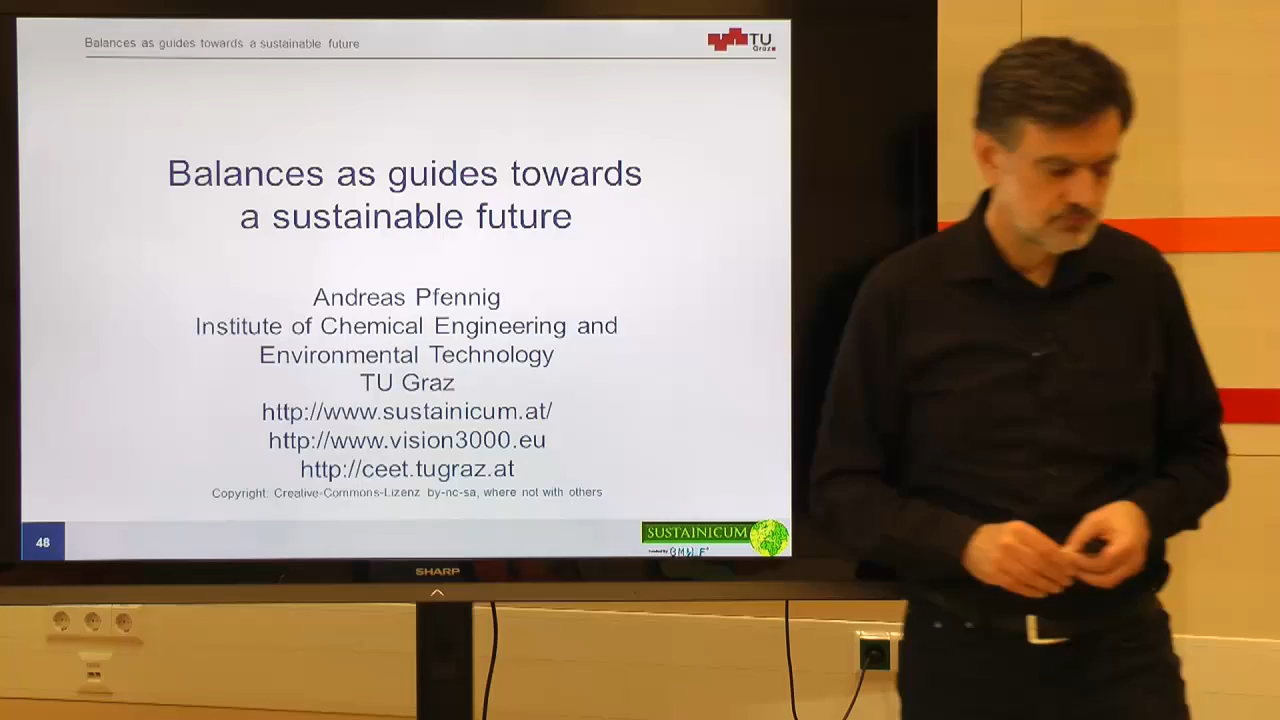 Balances as guides towards a sustainable future
TU
Graz
Balances as guides towards
a sustainable future
Andreas Pfennig
Institute of Chemical Engineering and
Environmental Technology
TU Graz
http://www.sustainicum.at/
http://www.vision3000.eu
http://ceet.tugraz.at
Copyright: Creative-Commons-Lizenz by-nc-sa, where not with others
48
SUSTAINICUM
SHARP